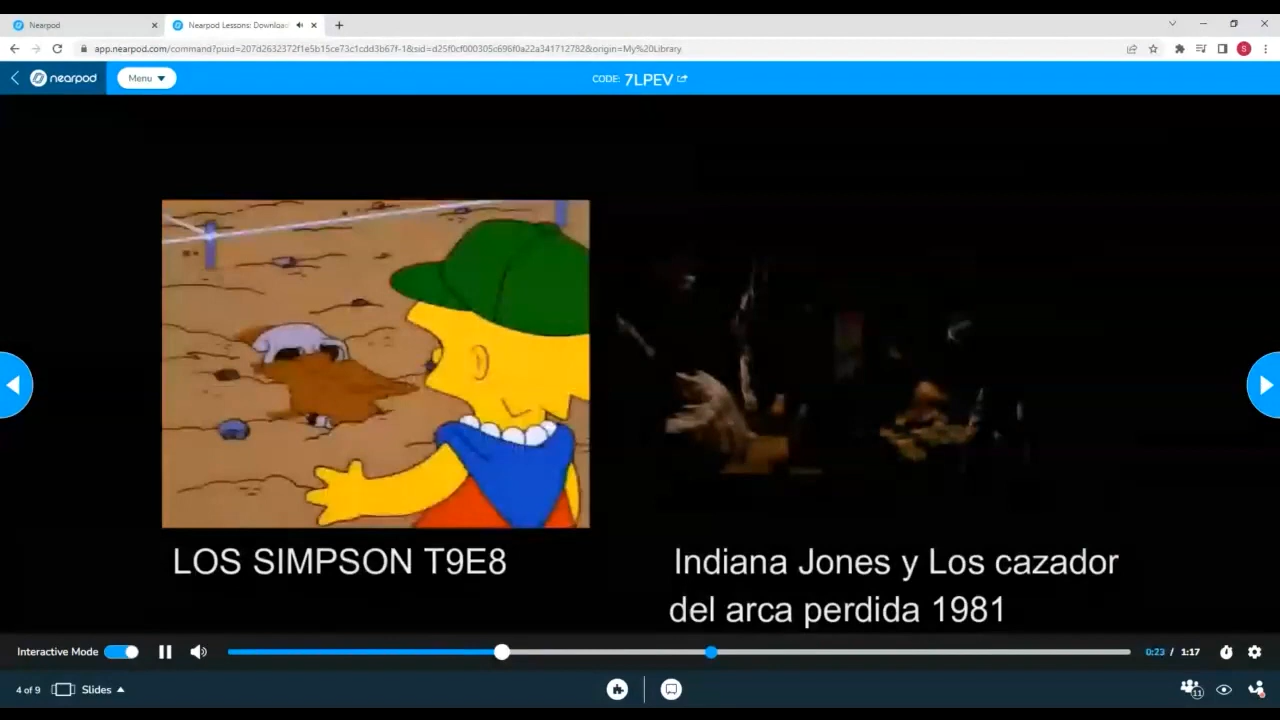 Nearpod
Nearpod Lessons: Downloa
app.nearpod.com/command?puid=207d2632372f1e5b15ce73c1cdd3b67f-1&sid=d25f0cf000305c696f0a22a341712782&origin=My%20Library
nearpod
Menu
CODE: 7LPEV
LOS SIMPSON T9E8
Indiana Jones y Los cazador
del arca perdida 1981
Interactive Mode
0:23 / 1:17
4 of 9
Slides
11
S